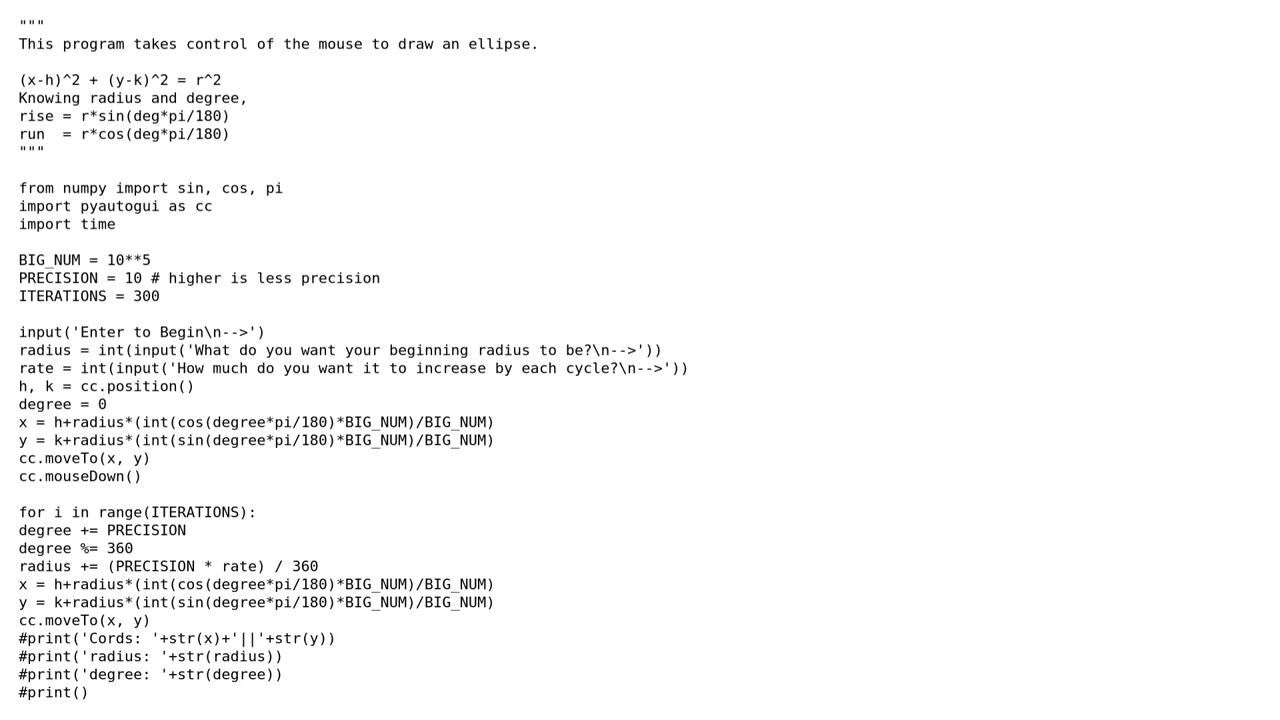 """
This program takes control of the mouse to draw an ellipse.
(x-h)^2 + (y-k)^2 = r^2
Knowing radius and degree,
rise = r*sin(deg*pi/180)
run  = r*cos(deg*pi/180)
"""
from numpy import sin, cos, pi
import pyautogui as cc
import time
BIG_NUM = 10**5
PRECISION = 10 # higher is less precision
ITERATIONS = 300
input('Enter to Begin\n-->')
radius = int(input('What do you want your beginning radius to be?\n-->'))
rate = int(input('How much do you want it to increase by each cycle?\n-->'))
h, k = cc.position()
degree = 0
x = h+radius*(int(cos(degree*pi/180)*BIG_NUM)/BIG_NUM)
y = k+radius*(int(sin(degree*pi/180)*BIG_NUM)/BIG_NUM)
cc.moveTo(x, y)
cc.mouseDown()
for i in range(ITERATIONS):
degree += PRECISION
degree %= 360
radius += (PRECISION * rate) / 360
x = h+radius*(int(cos(degree*pi/180)*BIG_NUM)/BIG_NUM)
y = k+radius*(int(sin(degree*pi/180)*BIG_NUM)/BIG_NUM)
cc.moveTo(x, y)
#print('Cords: '+str(x)+'||'+str(y))
#print('radius: '+str(radius))
#print('degree: '+str(degree))
#print()